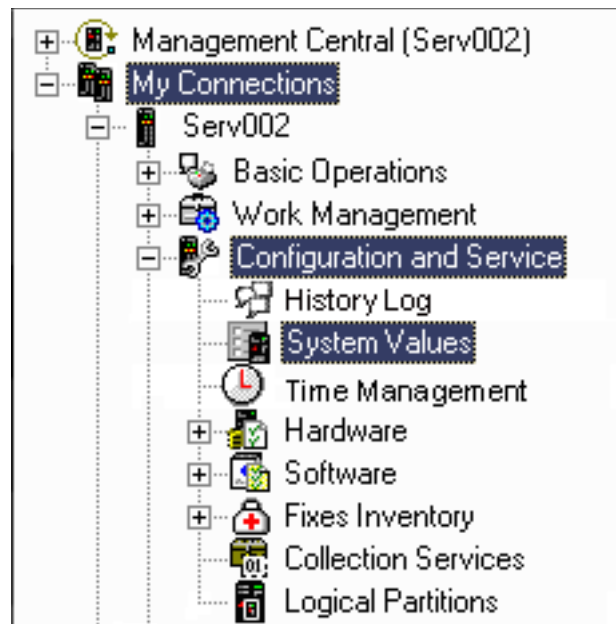 Management Central (Serv002)
My Connections
Serv002
Basic Operations
Work Management
Configuration and Service
History Log
System Values
Time Management
Hardware
Software
Fixes Inventory
Collection Services
Logical Partitions